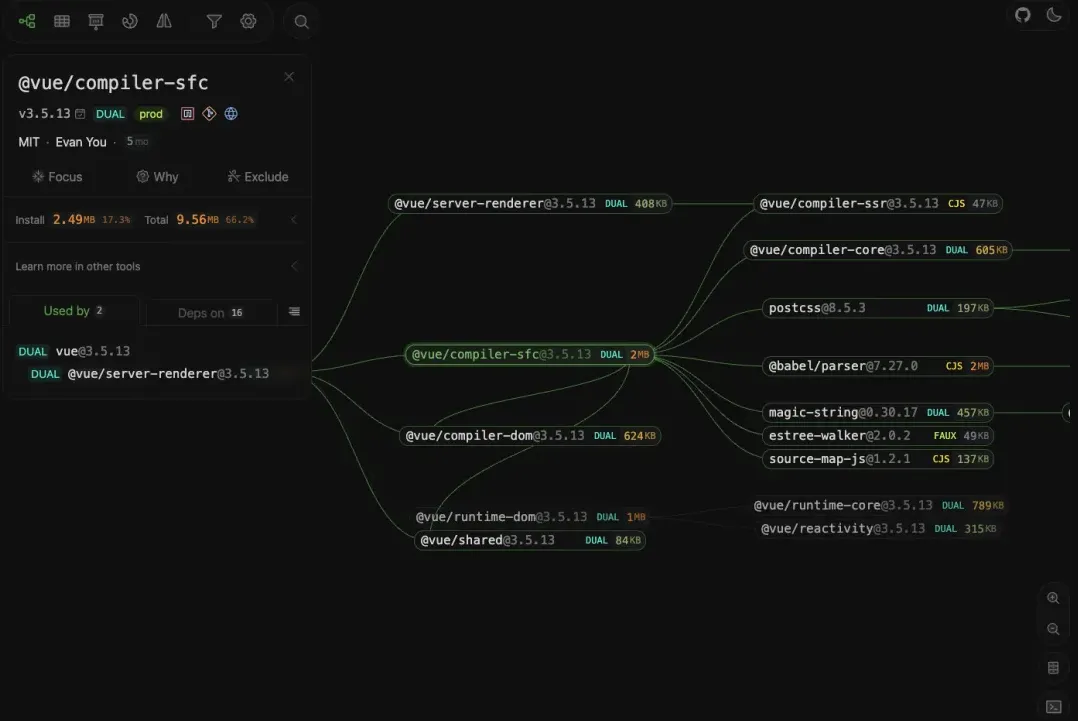 @vue/compiler-sfc
v3.5.13 DUAL prod
MIT · Evan You · 5 mo
Focus Why Exclude
Install 2.49MB 17.3% Total 9.56MB 66.2%
Learn more in other tools
Used by 2 Deps on 16
DUAL vue@3.5.13
DUAL @vue/server-renderer@3.5.13
@vue/server-renderer@3.5.13 DUAL 408KB
@vue/compiler-ssr@3.5.13 CJS 47KB
@vue/compiler-core@3.5.13 DUAL 605KB
postcss@8.5.3 DUAL 197KB
@vue/compiler-sfc@3.5.13 DUAL 2MB
@babel/parser@7.27.0 CJS 2MB
magic-string@0.30.17 DUAL 457KB
@vue/compiler-dom@3.5.13 DUAL 624KB
estree-walker@2.0.2 FAUX 49KB
source-map-js@1.2.1 CJS 137KB
@vue/runtime-dom@3.5.13 DUAL 1MB
@vue/runtime-core@3.5.13 DUAL 789KB
@vue/reactivity@3.5.13 DUAL 315KB
@vue/shared@3.5.13 DUAL 84KB